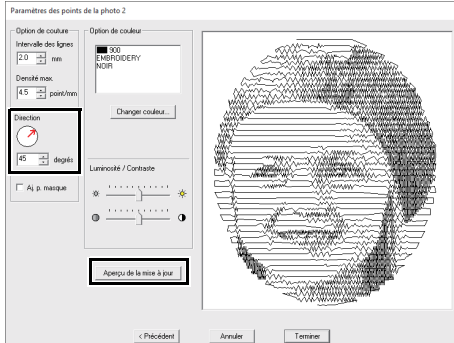 Paramètres des points de la photo 2
Option de couture
Intervalle des lignes
2.0 mm
Densité max.
4.5 point/mm
Direction
45 degrés
Aj. p. masque
Option de couleur
900
EMBROIDERY
NOIR
Changer couleur...
Luminosité / Contraste
Aperçu de la mise à jour
< Précédent
Annuler
Terminer